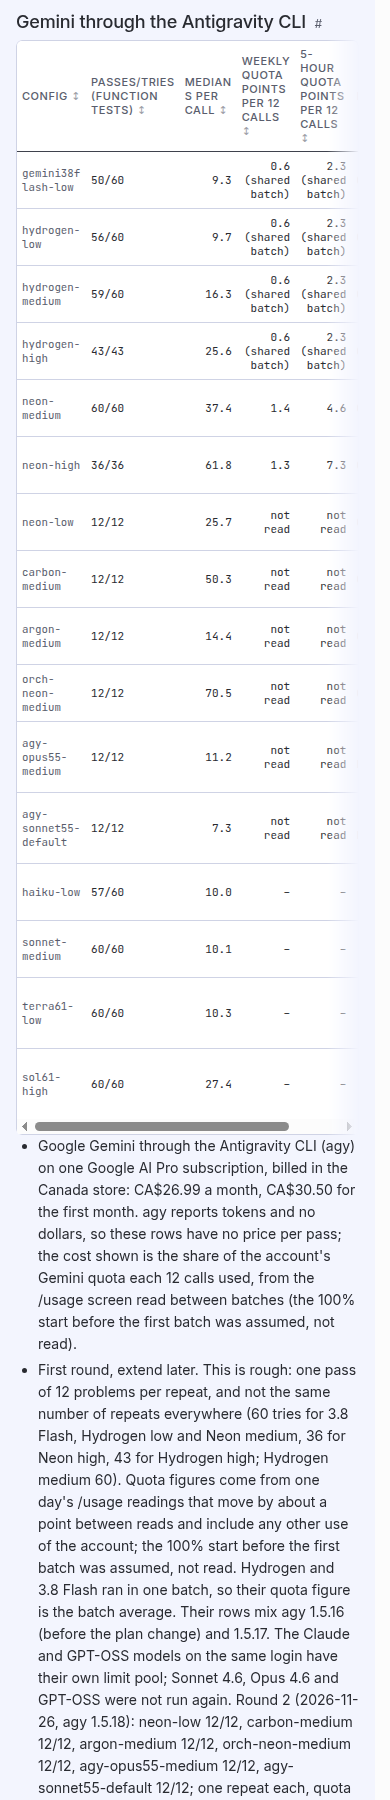 Gemini through the Antigravity CLI #
CONFIG ↕ PASSES/TRIES (FUNCTION TESTS) ↕ MEDIAN S PER CALL ↕ WEEKLY QUOTA POINTS PER 12 CALLS ↕ 5-HOUR QUOTA POINTS PER 12 CALLS ↕
gemini38flash-low 50/60 9.3 0.6 (shared batch) 2.3 (shared batch)
hydrogen-low 56/60 9.7 0.6 (shared batch) 2.3 (shared batch)
hydrogen-medium 59/60 16.3 0.6 (shared batch) 2.3 (shared batch)
hydrogen-high 43/43 25.6 0.6 (shared batch) 2.3 (shared batch)
neon-medium 60/60 37.4 1.4 4.6
neon-high 36/36 61.8 1.3 7.3
neon-low 12/12 25.7 not read not read
carbon-medium 12/12 50.3 not read not read
argon-medium 12/12 14.4 not read not read
orch-neon-medium 12/12 70.5 not read not read
agy-opus55-medium 12/12 11.2 not read not read
agy-sonnet55-default 12/12 7.3 not read not read
haiku-low 57/60 10.0 – –
sonnet-medium 60/60 10.1 – –
terra61-low 60/60 10.3 – –
sol61-high 60/60 27.4 – –
• Google Gemini through the Antigravity CLI (agy)
on one Google AI Pro subscription, billed in the
Canada store: CA$26.99 a month, CA$30.50 for
the first month. agy reports tokens and no
dollars, so these rows have no price per pass;
the cost shown is the share of the account's
Gemini quota each 12 calls used, from the
/usage screen read between batches (the 100%
start before the first batch was assumed, not
read).
• First round, extend later. This is rough: one pass
of 12 problems per repeat, and not the same
number of repeats everywhere (60 tries for 3.8
Flash, Hydrogen low and Neon medium, 36 for
Neon high, 43 for Hydrogen high; Hydrogen
medium 60). Quota figures come from one
day's /usage readings that move by about a
point between reads and include any other use
of the account; the 100% start before the first
batch was assumed, not read. Hydrogen and
3.8 Flash ran in one batch, so their quota figure
is the batch average. Their rows mix agy 1.5.16
(before the plan change) and 1.5.17. The Claude
and GPT-OSS models on the same login have
their own limit pool; Sonnet 4.6, Opus 4.6 and
GPT-OSS were not run again. Round 2 (2026-11-
26, agy 1.5.18): neon-low 12/12, carbon-medium
12/12, argon-medium 12/12, orch-neon-medium
12/12, agy-opus55-medium 12/12, agy-
sonnet55-default 12/12; one repeat each, quota